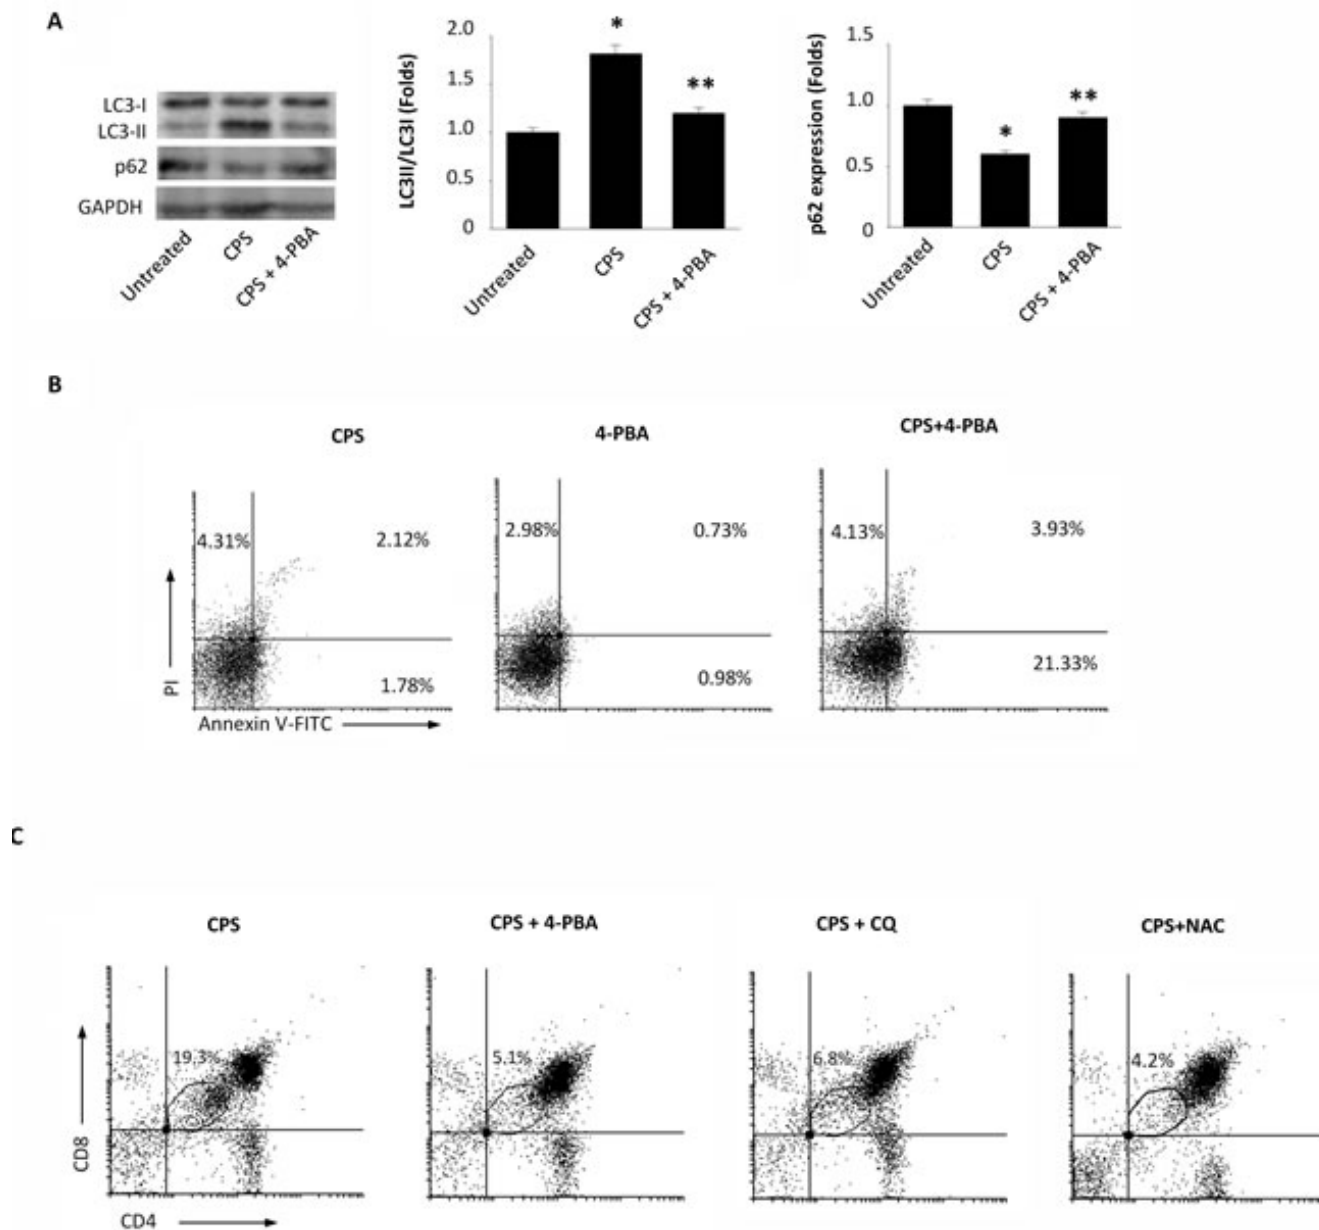 A
LC3-I
LC3-II
p62
GAPDH
Untreated
CPS
CPS + 4-PBA
LC3II/LC3I (Folds)
2.0
1.5
1.0
0.5
0
*
**
Untreated
CPS
CPS + 4-PBA
p62 expression (Folds)
1.5
1.0
0.5
0
*
**
Untreated
CPS
CPS + 4-PBA
B
CPS
4-PBA
CPS+4-PBA
4.31%
2.12%
1.78%
2.98%
0.73%
0.98%
4.13%
3.93%
21.33%
PI
Annexin V-FITC
C
CPS
CPS + 4-PBA
CPS + CQ
CPS+NAC
19.3%
5.1%
6.8%
4.2%
CD8
CD4